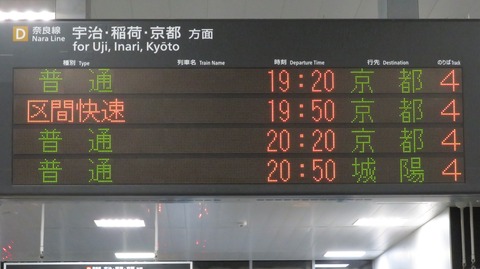 D 奈良線 Nara Line 宇治・稲荷・京都 方面
for Uji, Inari, Kyōto
種別 Type 列車名 Train Name 時刻 Departure Time 行先 Destination のりば Track
普通 19:20 京都 4
区間快速 19:50 京都 4
普通 20:20 京都 4
普通 20:50 城陽 4